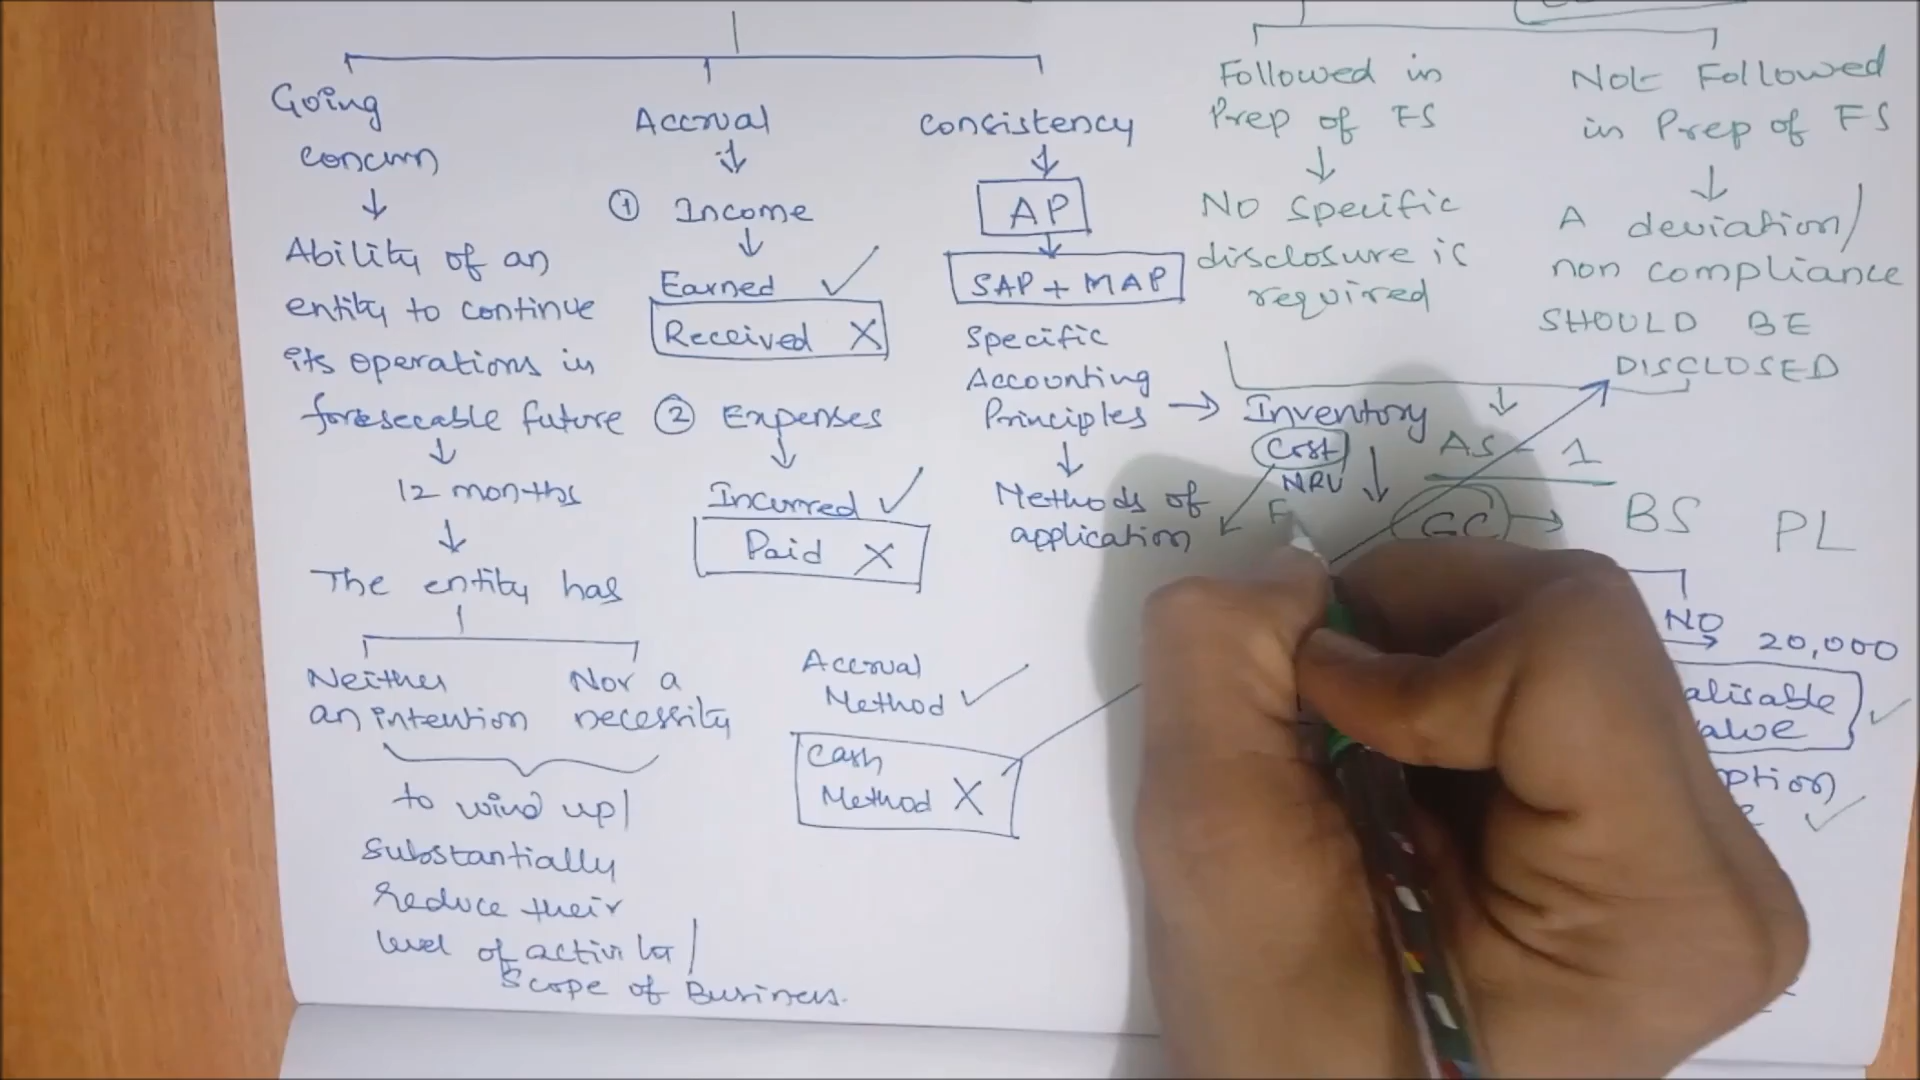 Going
concern
Ability of an
entity to continue
its operations in
foreseeable future
12 months
The entity has
Neither
an intention
Nor a
necessity
to wind up/
substantially
reduce their
level of
Scope of Business.
Accrual
① Income
Earned ✓
Received X
② Expenses
Incurred ✓
Paid X
Accrual
Method ✓
Cash
Method X
Consistency
AP
SAP + MAP
Specific
Accounting
Principles → Inventory
Cost
NRV
F
Methods of
application
Followed in
Prep of FS
No specific
disclosure is
required
Not Followed
in Prep of FS
A deviation/
non compliance
SHOULD BE
DISCLOSED
AS - 1
GC → BS PL
NO
20,000
alisable
alue
ption